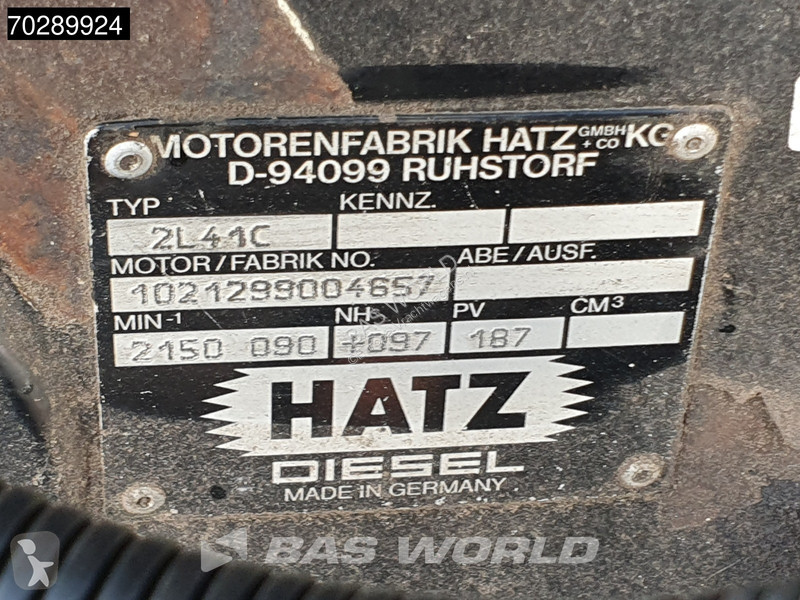 70289924
MOTORENFABRIK HATZ GMBH + CO KG
D-94099 RUHSTORF
TYP KENNZ.
2L41C
MOTOR/FABRIK NO. ABE/AUSF.
1021299004657
MIN-1 NH PV CM3
2150 090 +097 187
HATZ
DIESEL
MADE IN GERMANY
BAS WORLD